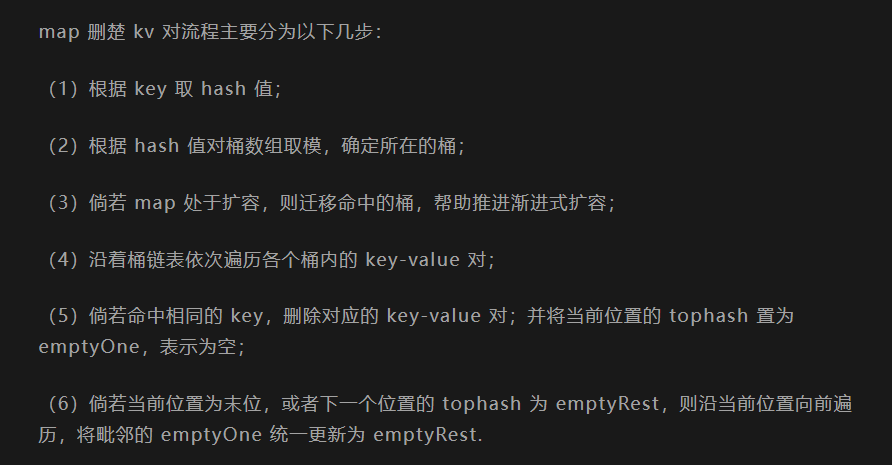 map 删楚 kv 对流程主要分为以下几步：
（1）根据 key 取 hash 值；
（2）根据 hash 值对桶数组取模，确定所在的桶；
（3）倘若 map 处于扩容，则迁移命中的桶，帮助推进渐进式扩容；
（4）沿着桶链表依次遍历各个桶内的 key-value 对；
（5）倘若命中相同的 key，删除对应的 key-value 对；并将当前位置的 tophash 置为
emptyOne，表示为空；
（6）倘若当前位置为末位，或者下一个位置的 tophash 为 emptyRest，则沿当前位置向前遍
历，将毗邻的 emptyOne 统一更新为 emptyRest.